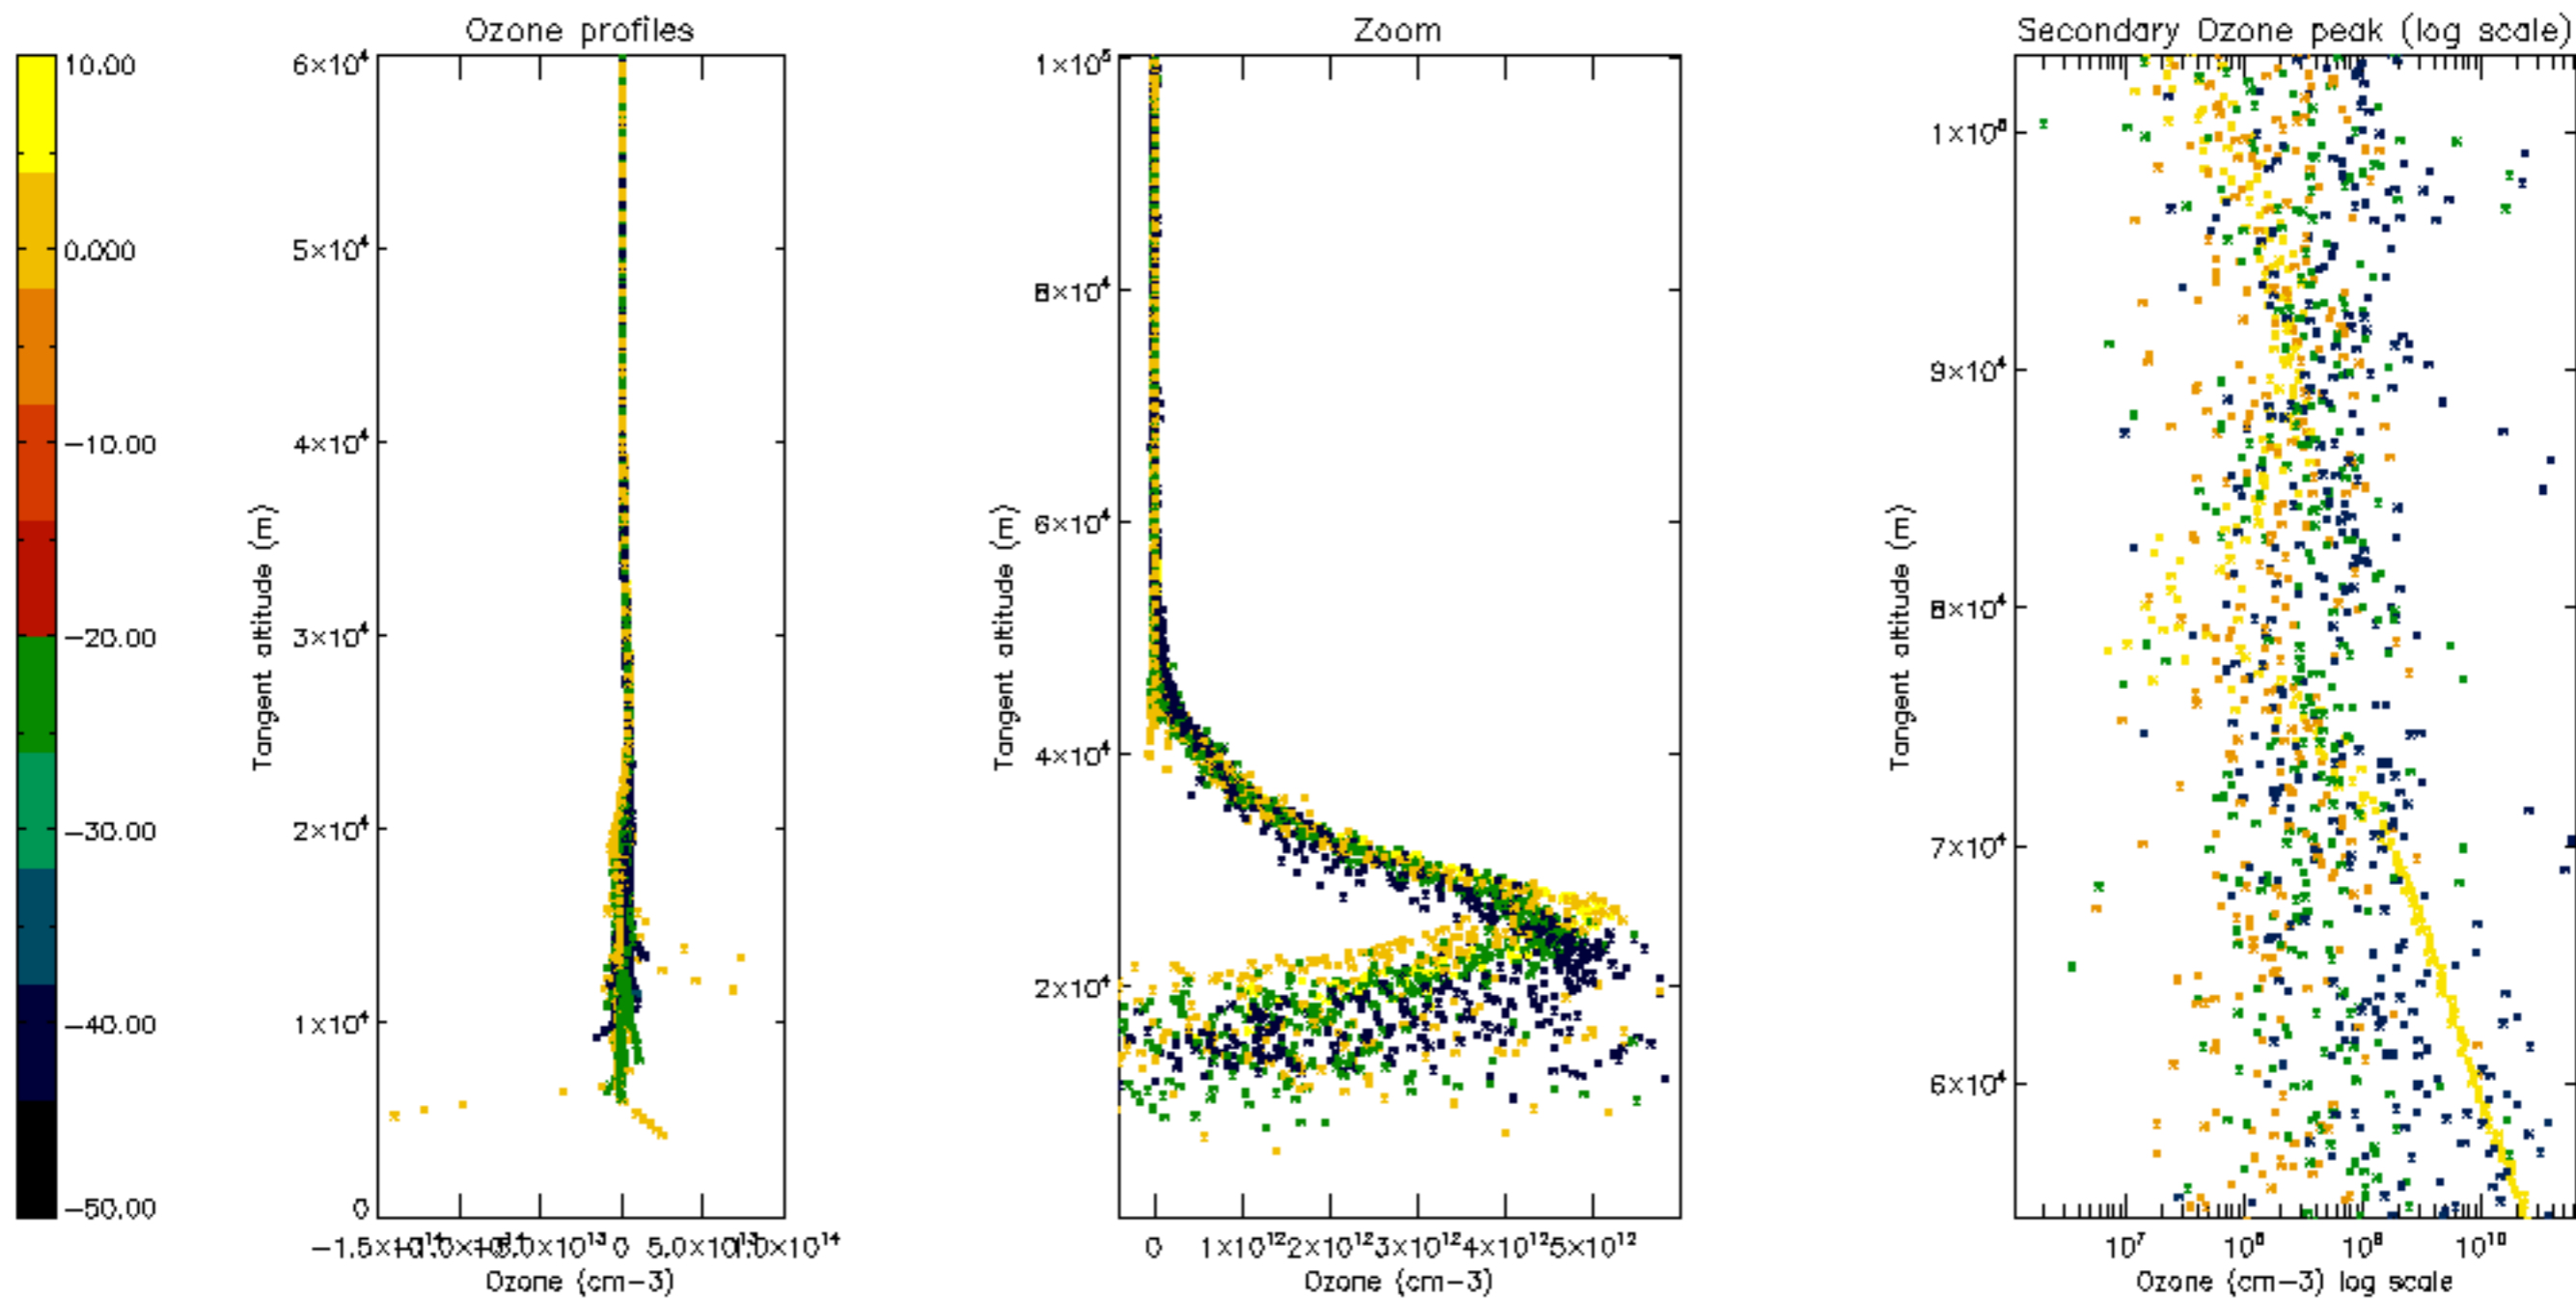 Ozone profiles
Zoom
Secondary Ozone peak (log scale)
10.00
0.000
−10.00
−20.00
−30.00
−40.00
−50.00
Tangent altitude (m)
6×10⁴
5×10⁴
4×10⁴
3×10⁴
2×10⁴
1×10⁴
0
0 5.0×10¹³
Ozone (cm−3)
Tangent altitude (m)
1×10⁵
8×10⁴
6×10⁴
4×10⁴
2×10⁴
0 1×10¹² 2×10¹² 3×10¹² 4×10¹² 5×10¹²
Ozone (cm−3)
Tangent altitude (m)
9×10⁴
8×10⁴
7×10⁴
6×10⁴
10⁷ 10⁸ 10⁹ 10¹⁰
Ozone (cm−3) log scale